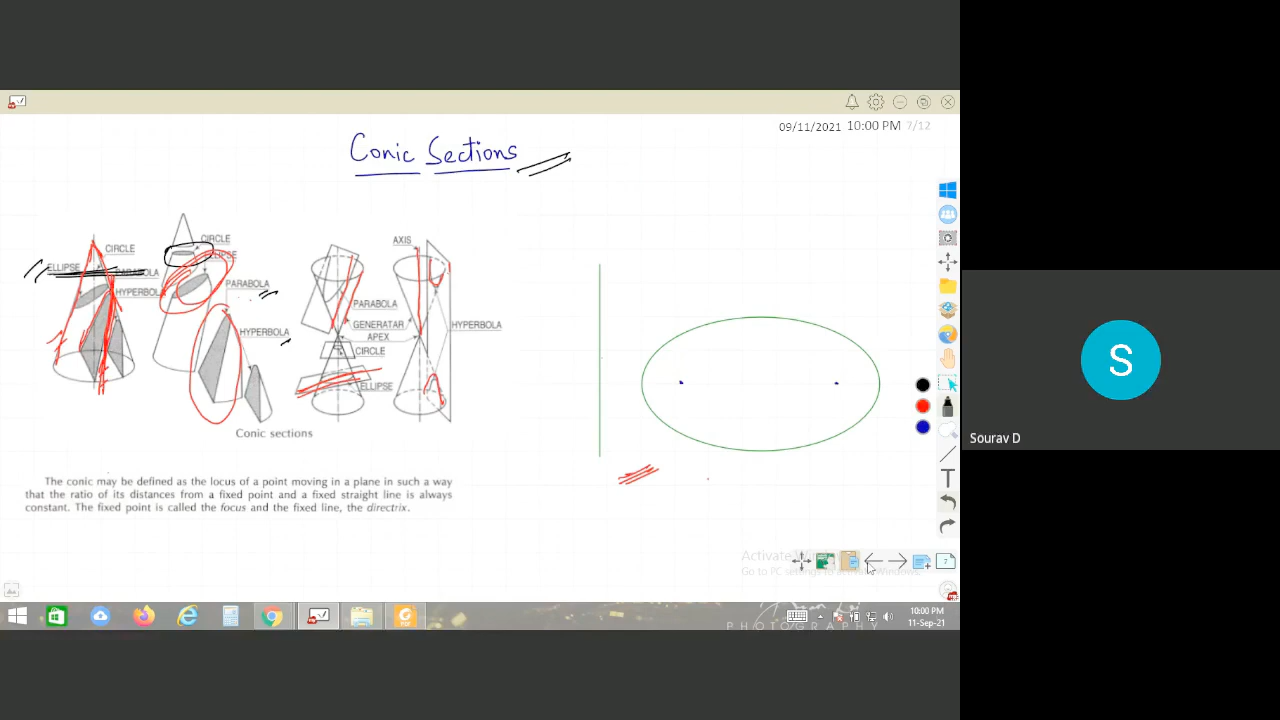 09/11/2021 10:00 PM 7/12
Conic Sections
CIRCLE
ELLIPSE
PARABOLA
HYPERBOLA
CIRCLE
PARABOLA
HYPERBOLA
AXIS
PARABOLA
GENERATAR
APEX
CIRCLE
ELLIPSE
HYPERBOLA
Conic sections
The conic may be defined as the locus of a point moving in a plane in such a way
that the ratio of its distances from a fixed point and a fixed straight line is always
constant. The fixed point is called the focus and the fixed line, the directrix.
S
Sourav D
T
7
PHOTOGRAPHY
10:00 PM
11-Sep-21